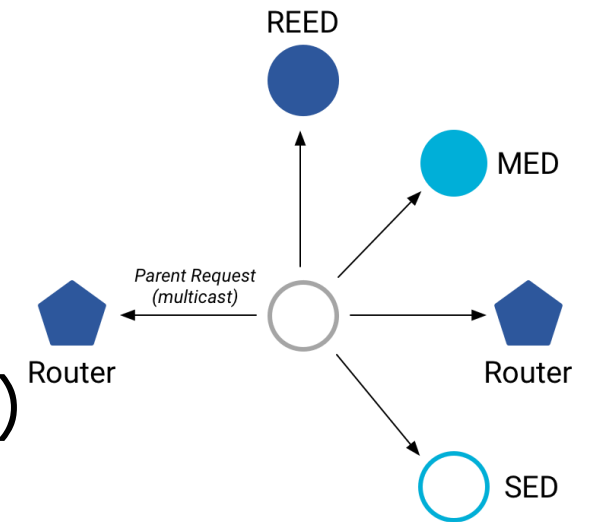 REED
MED
Parent Request
(multicast)
Router
Router
)
SED